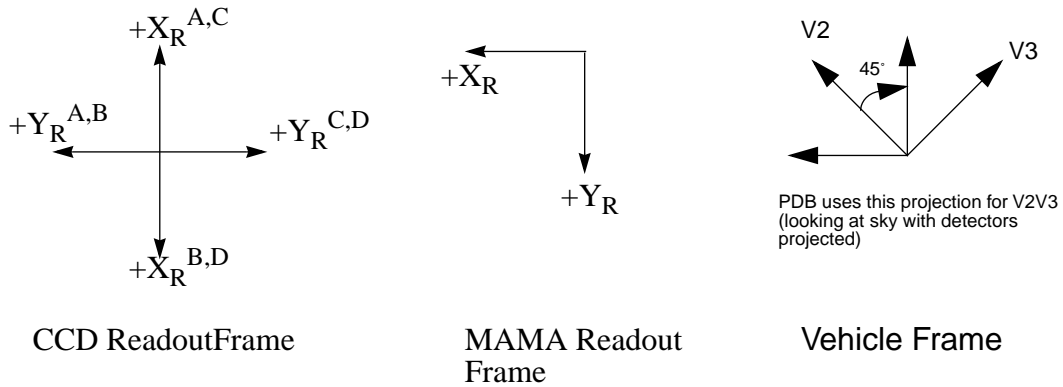 +X_R^A,C
+Y_R^A,B
+Y_R^C,D
+X_R^B,D
CCD ReadoutFrame
+X_R
+Y_R
MAMA Readout
Frame
V2
45°
V3
PDB uses this projection for V2V3
(looking at sky with detectors
projected)
Vehicle Frame